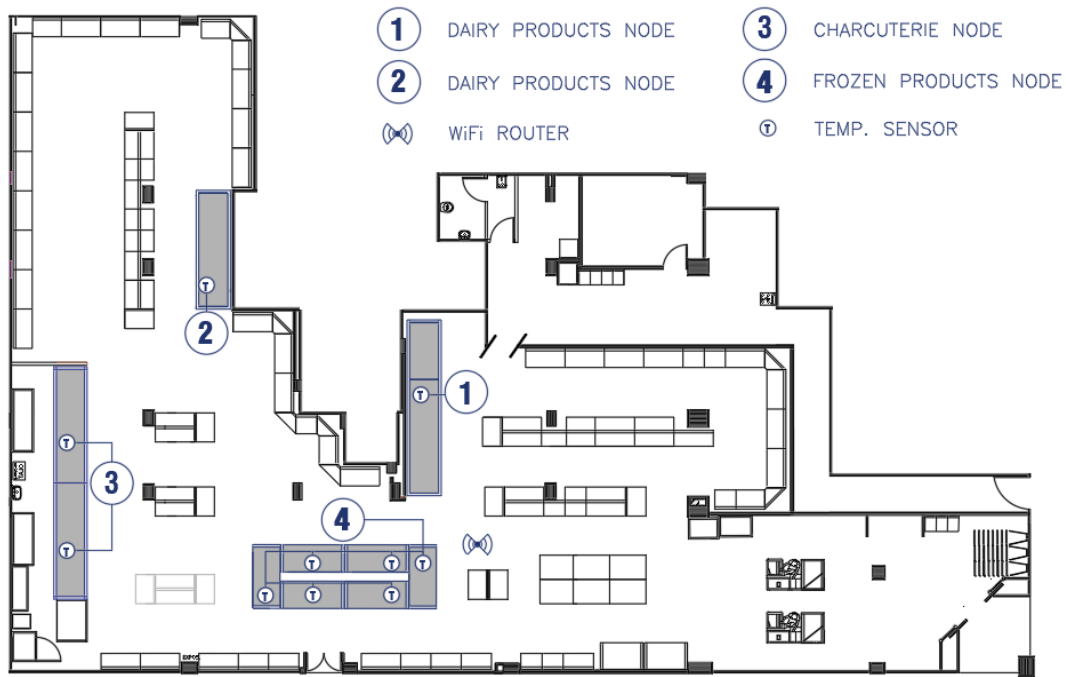 1 DAIRY PRODUCTS NODE
3 CHARCUTERIE NODE
2 DAIRY PRODUCTS NODE
4 FROZEN PRODUCTS NODE
WiFi ROUTER
T TEMP. SENSOR
T
2
T
1
T
3
T
4
T
T
T
T
T
T